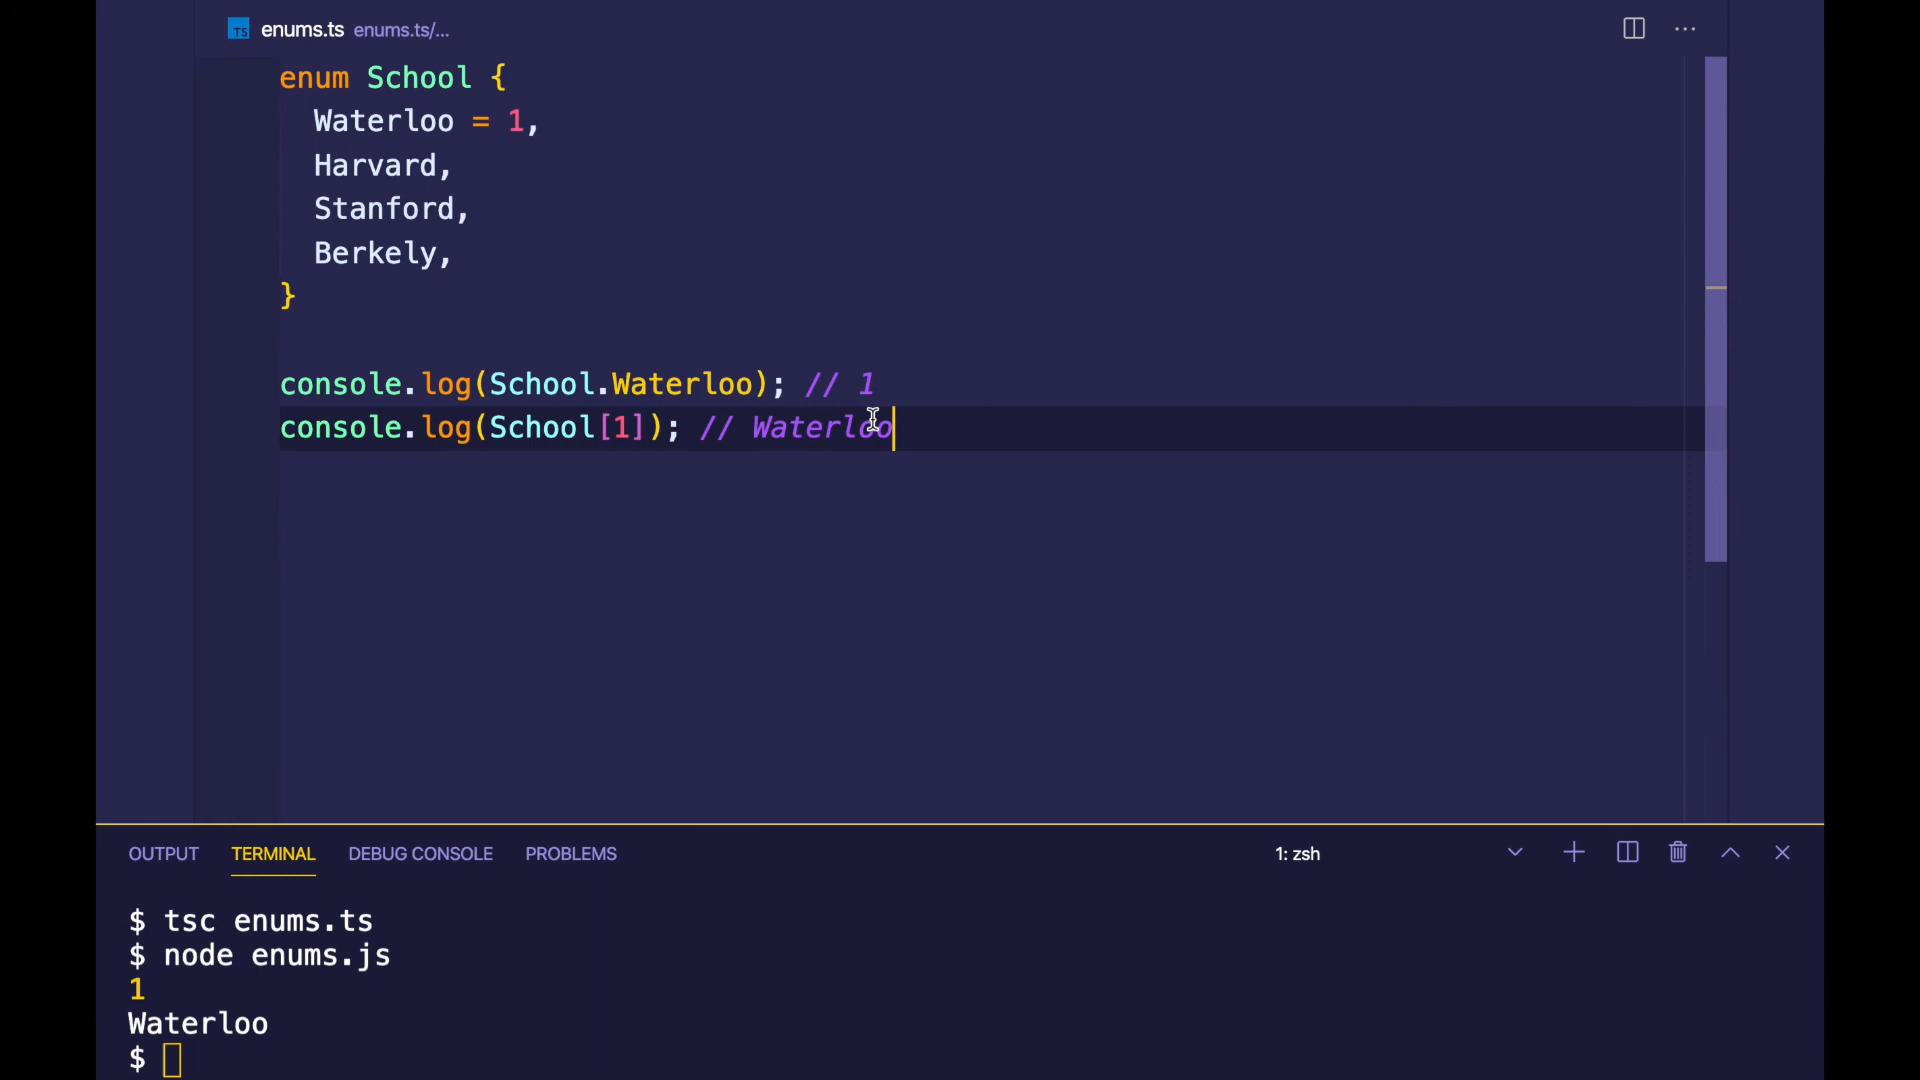 TS enums.ts enums.ts/...
enum School {
  Waterloo = 1,
  Harvard,
  Stanford,
  Berkely,
}
console.log(School.Waterloo); // 1
console.log(School[1]); // Waterloo
OUTPUT TERMINAL DEBUG CONSOLE PROBLEMS 1: zsh
$ tsc enums.ts
$ node enums.js
1
Waterloo
$